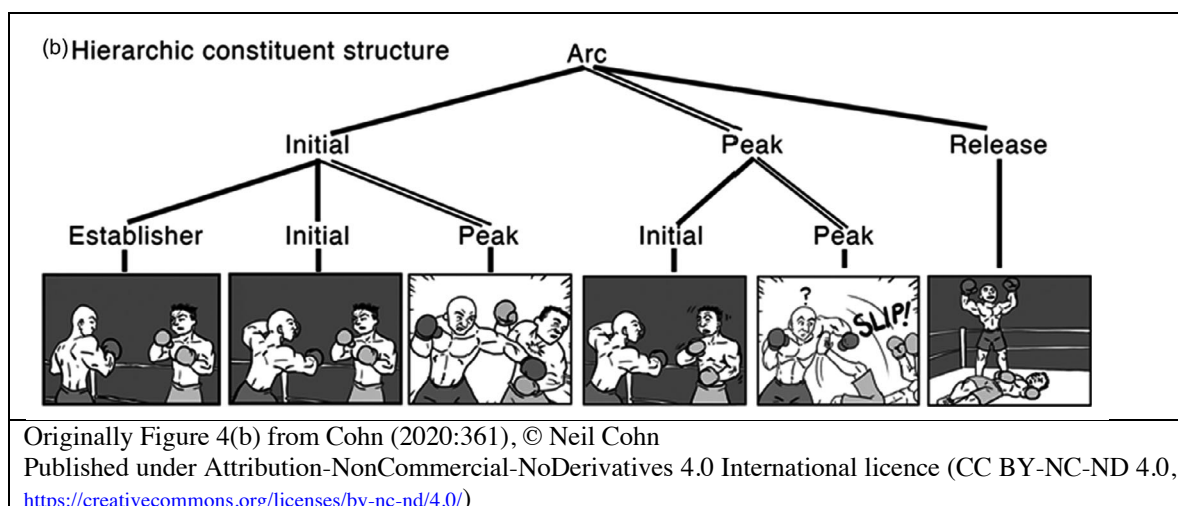 (b) Hierarchic constituent structure
Arc
Initial Peak Release
Establisher Initial Peak Initial Peak
?
SLIP!
Originally Figure 4(b) from Cohn (2020:361), © Neil Cohn
Published under Attribution-NonCommercial-NoDerivatives 4.0 International licence (CC BY-NC-ND 4.0,
https://creativecommons.org/licenses/by-nc-nd/4.0/)